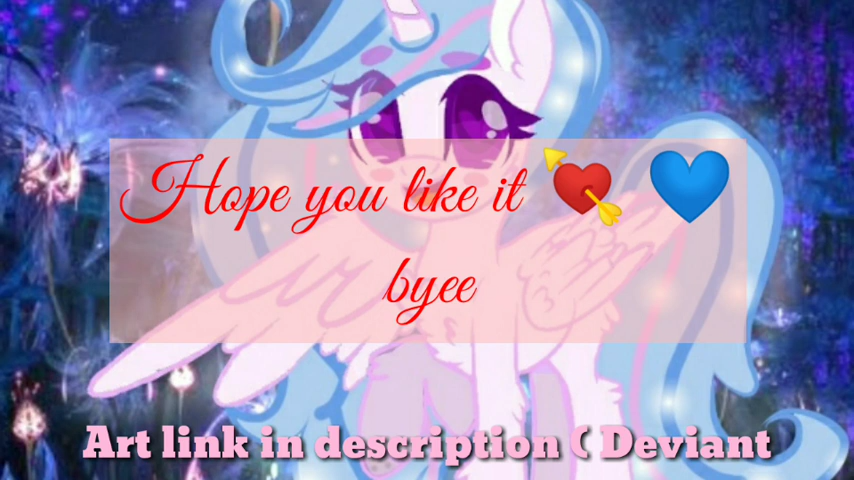 Hope you like it 💘 💙
byee
Art link in description ( Deviant